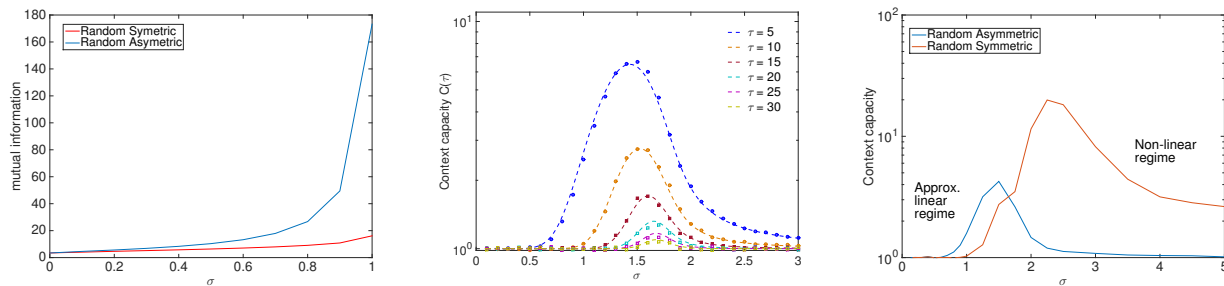 mutual information
180
160
140
120
100
80
60
40
20
0
Random Symetric
Random Asymetric
0 0.2 0.4 0.6 0.8 1
σ
Context capacity C(τ)
10¹
10⁰
τ = 5
τ = 10
τ = 15
τ = 20
τ = 25
τ = 30
0 0.5 1 1.5 2 2.5 3
σ
Context capacity
10²
10¹
10⁰
Random Asymmetric
Random Symmetric
Approx.
linear
regime
Non-linear
regime
0 1 2 3 4 5
σ